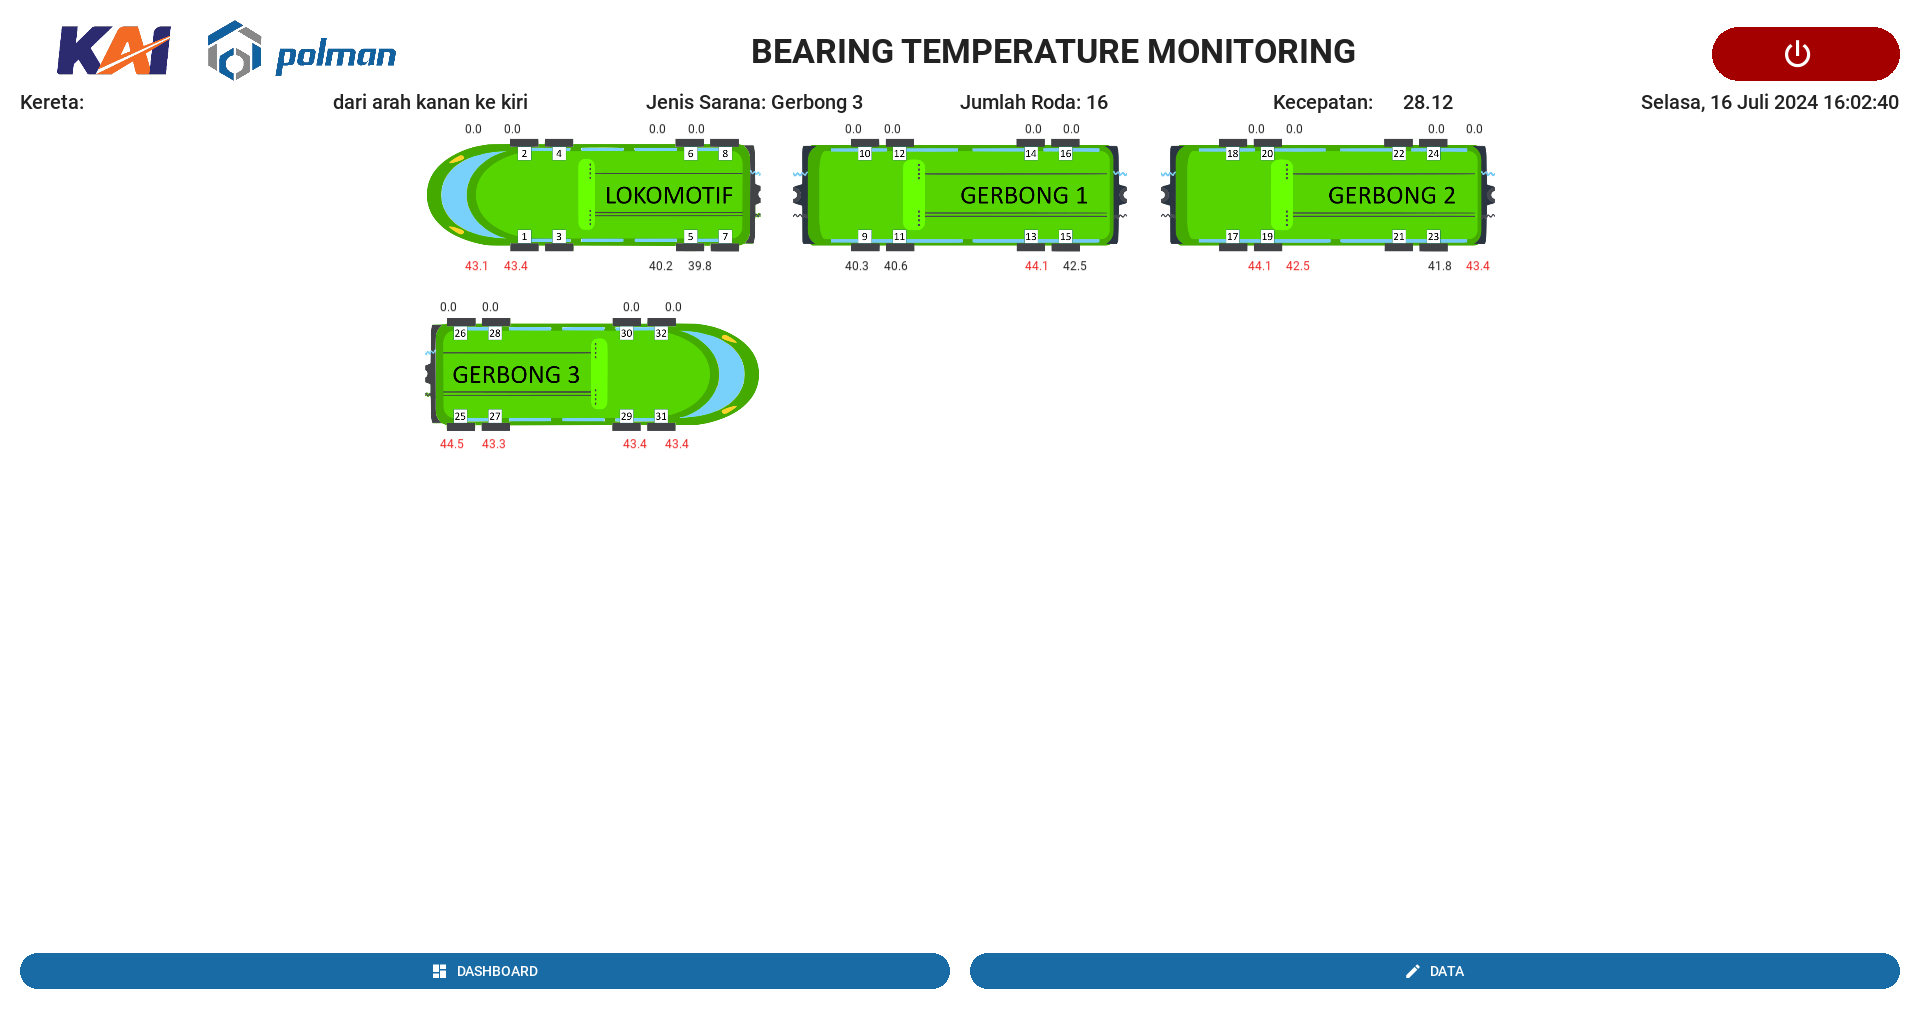 KAI polman BEARING TEMPERATURE MONITORING
Kereta: dari arah kanan ke kiri Jenis Sarana: Gerbong 3 Jumlah Roda: 16 Kecepatan: 28.12 Selasa, 16 Juli 2024 16:02:40
0.0 0.0 0.0 0.0 0.0 0.0 0.0 0.0 0.0 0.0 0.0 0.0
2 4 6 8 10 12 14 16 18 20 22 24
LOKOMOTIF GERBONG 1 GERBONG 2
1 3 5 7 9 11 13 15 17 19 21 23
43.1 43.4 40.2 39.8 40.3 40.6 44.1 42.5 44.1 42.5 41.8 43.4
0.0 0.0 0.0 0.0
26 28 30 32
GERBONG 3
25 27 29 31
44.5 43.3 43.4 43.4
DASHBOARD DATA